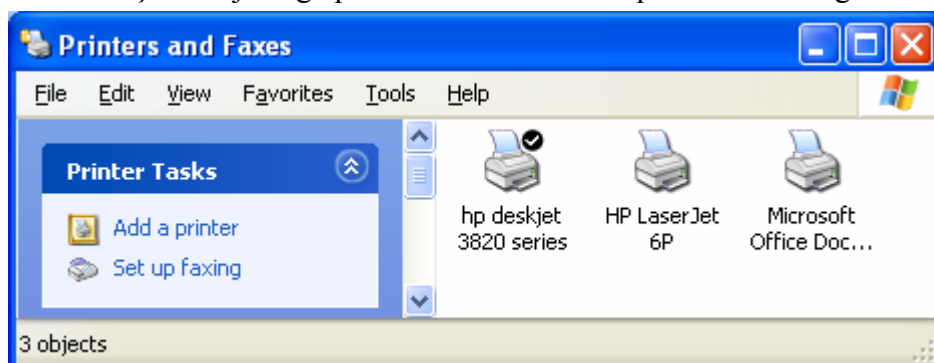 Printers and Faxes
File Edit View Favorites Tools Help
Printer Tasks
Add a printer
Set up faxing
hp deskjet
3820 series
HP LaserJet
6P
Microsoft
Office Doc...
3 objects